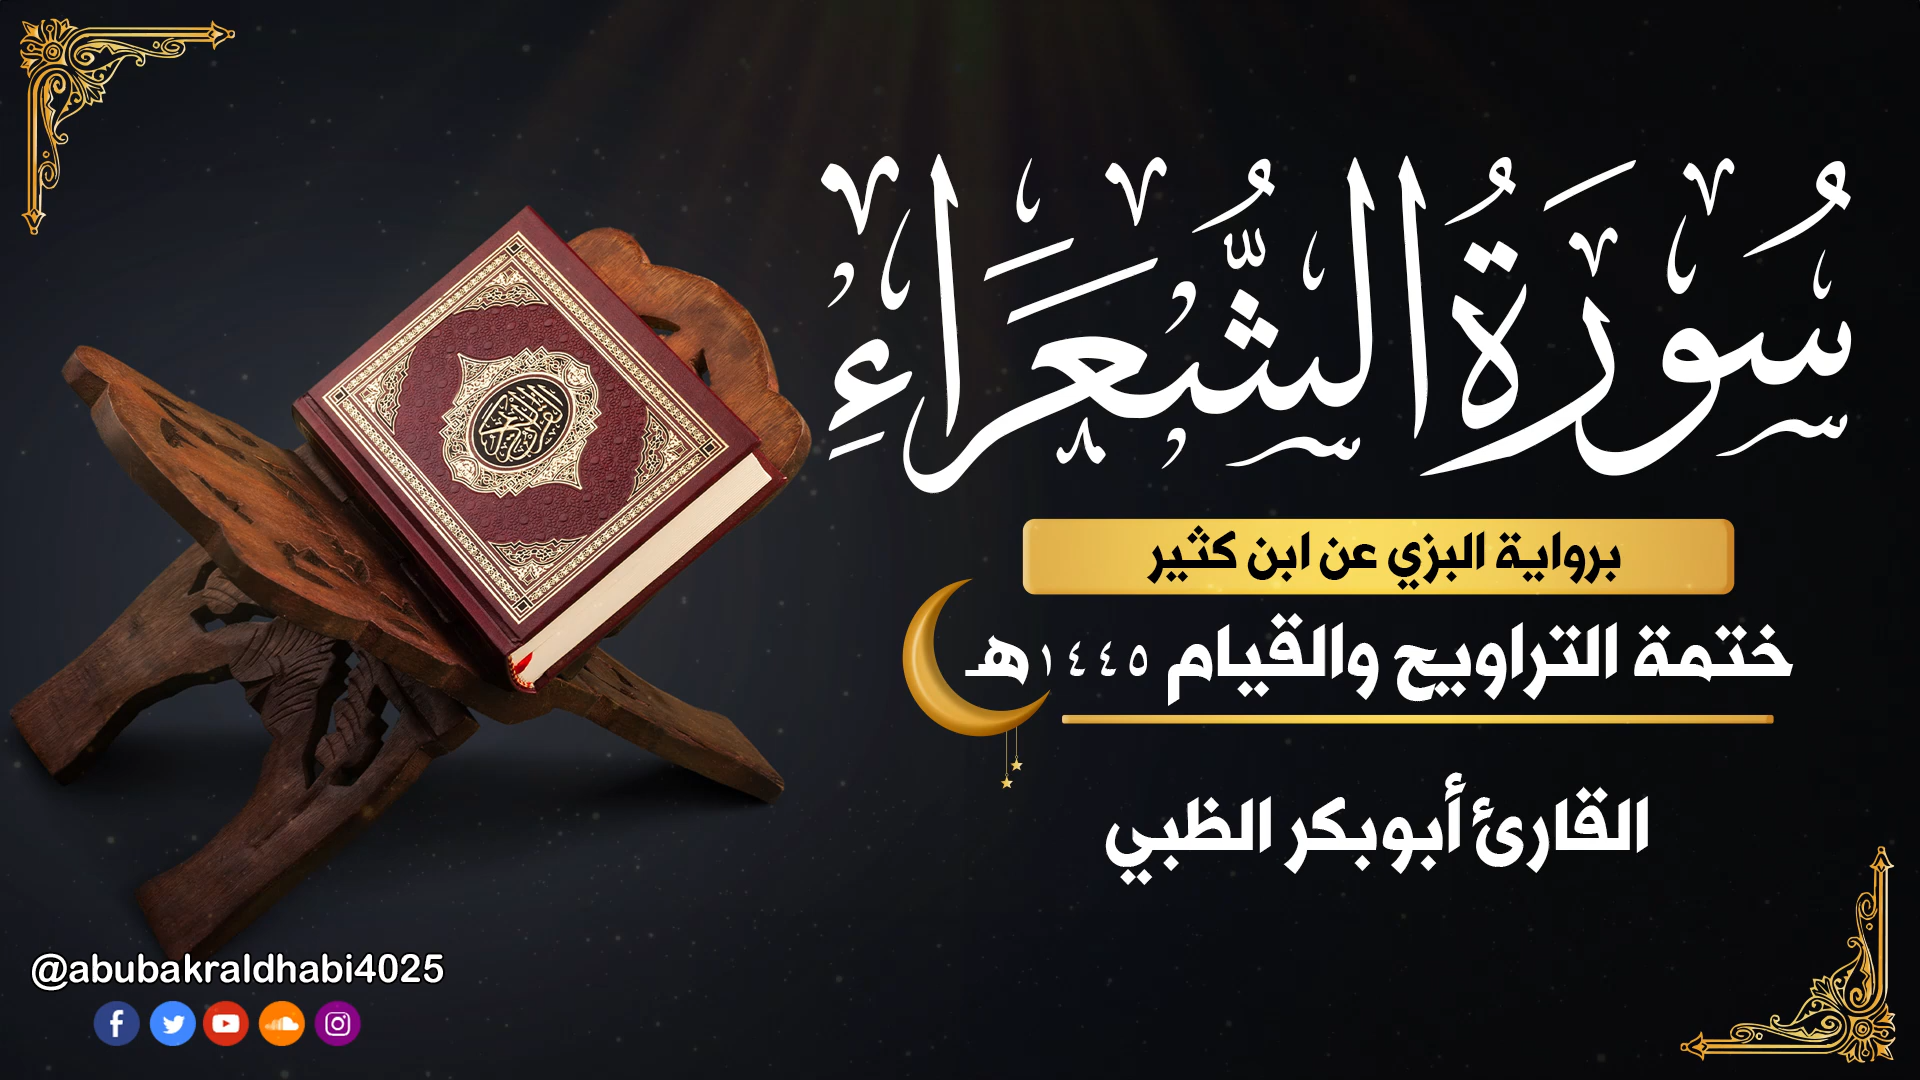 سُورَةُ الشُّعَرَاءِ
برواية البزي عن ابن كثير
ختمة التراويح والقيام ١٤٤٥هـ
القارئ أبوبكر الظبي
@abubakraldhabi4025